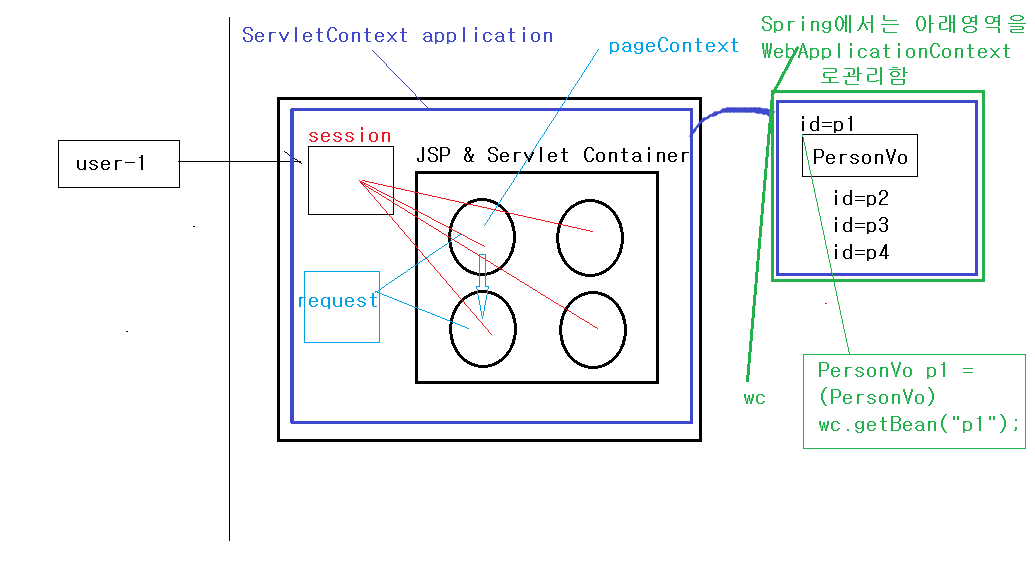 ServletContext application
pageContext
Spring에서는 아래영역을
WebApplicationContext
로관리함
session
JSP & Servlet Container
user-1
request
id=p1
PersonVo
id=p2
id=p3
id=p4
wc
PersonVo p1 =
(PersonVo)
wc.getBean("p1");